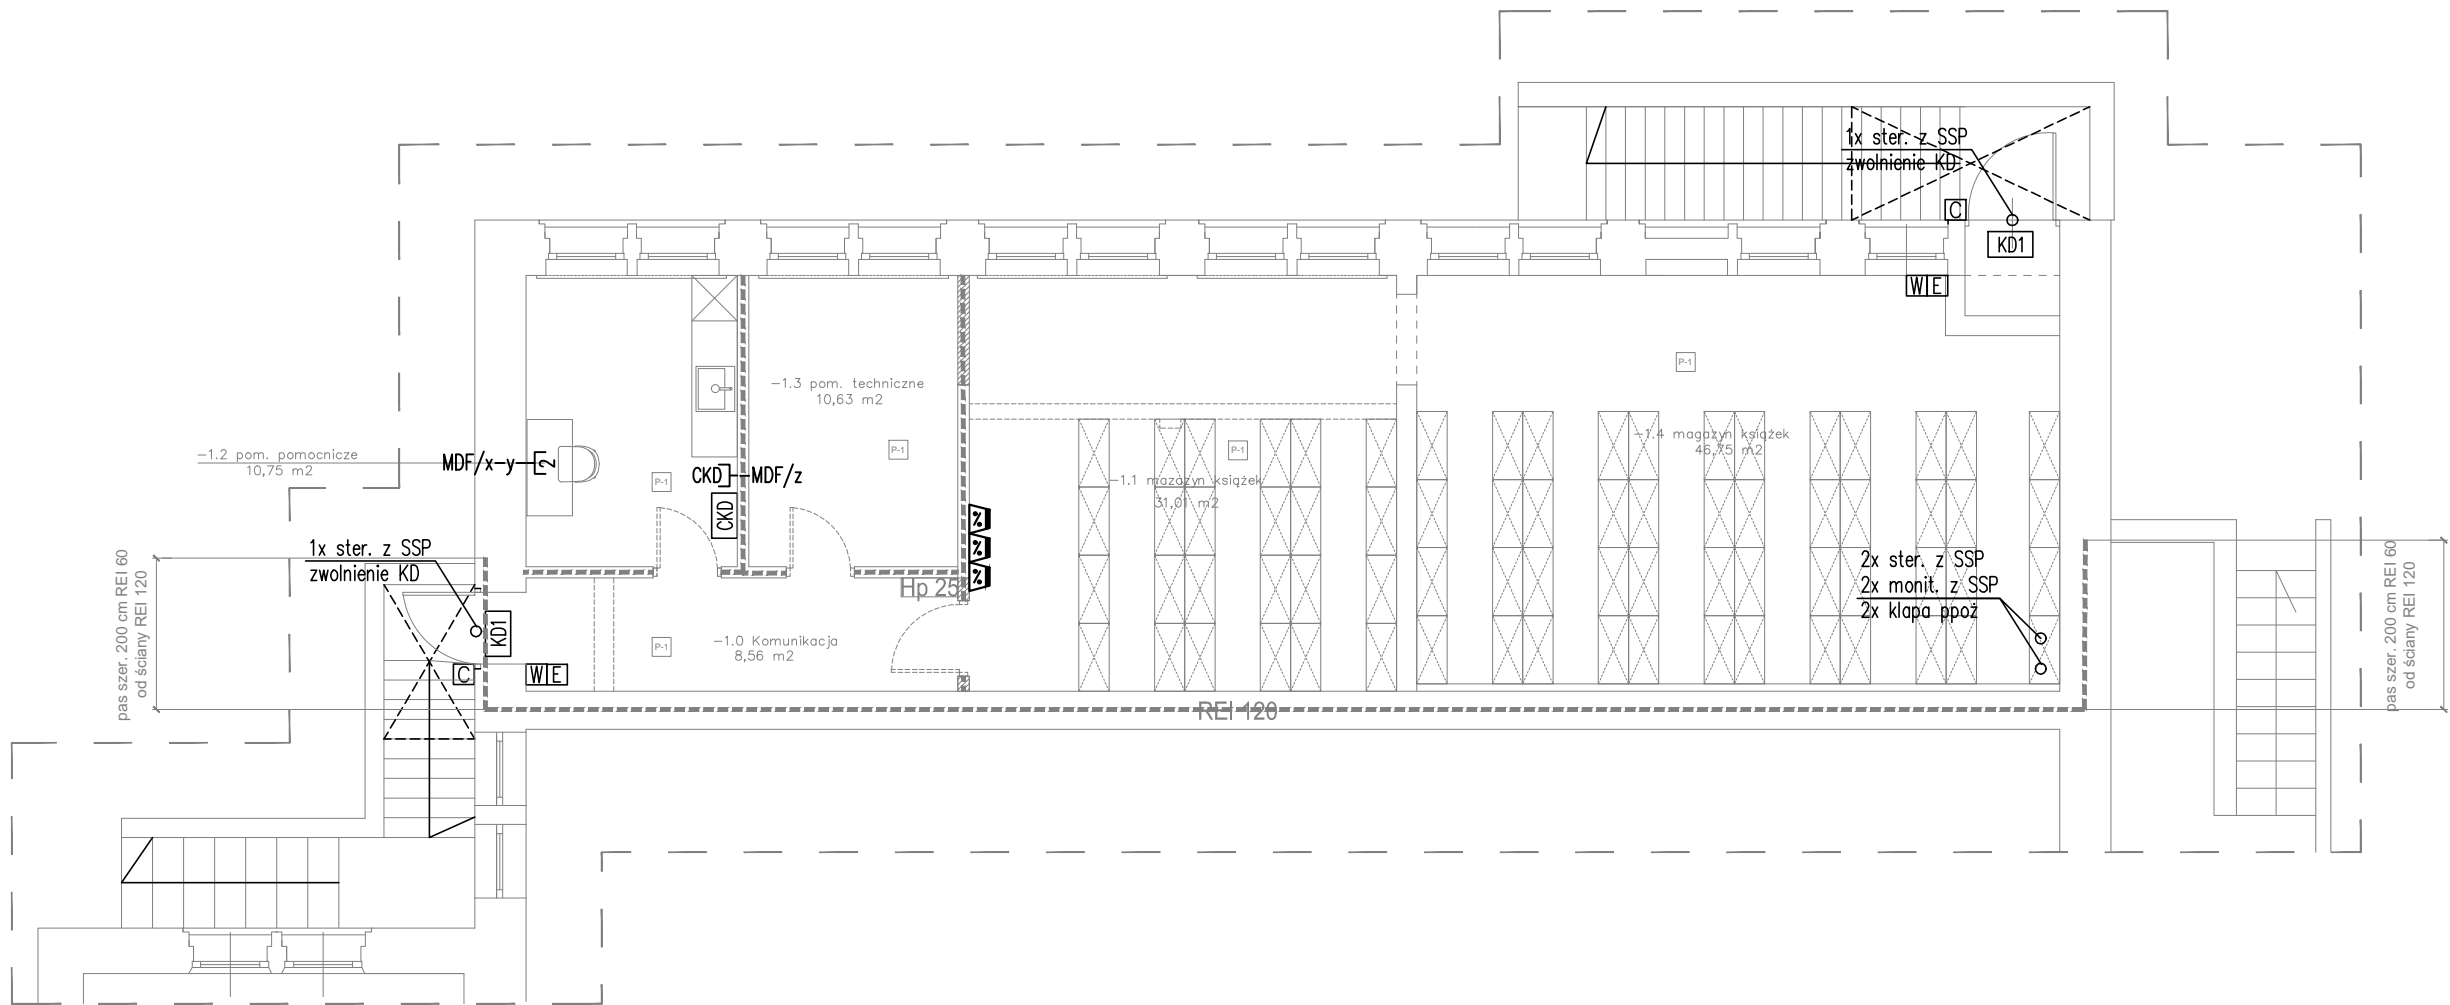 1x ster. z SSP
zwolnienie KD
C
KD1
W E
P-1
-1.3 pom. techniczne
10,63 m2
P-1
-1.4 magazyn książek
46,75 m2
P-1
-1.2 pom. pomocnicze
10,75 m2
MDF/x-y
2
CKD
MDF/z
P-1
-1.1 mazazyn książek
31,01 m2
CKD
%
%
%
1x ster. z SSP
zwolnienie KD
Hp 25
KD1
C
W E
P-1
-1.0 Komunikacja
8,56 m2
2x ster. z SSP
2x monit. z SSP
2x klapa ppoż
REI 120
pas szer. 200 cm REI 60
od ściany REI 120
pas szer. 200 cm REI 60
od ściany REI 120